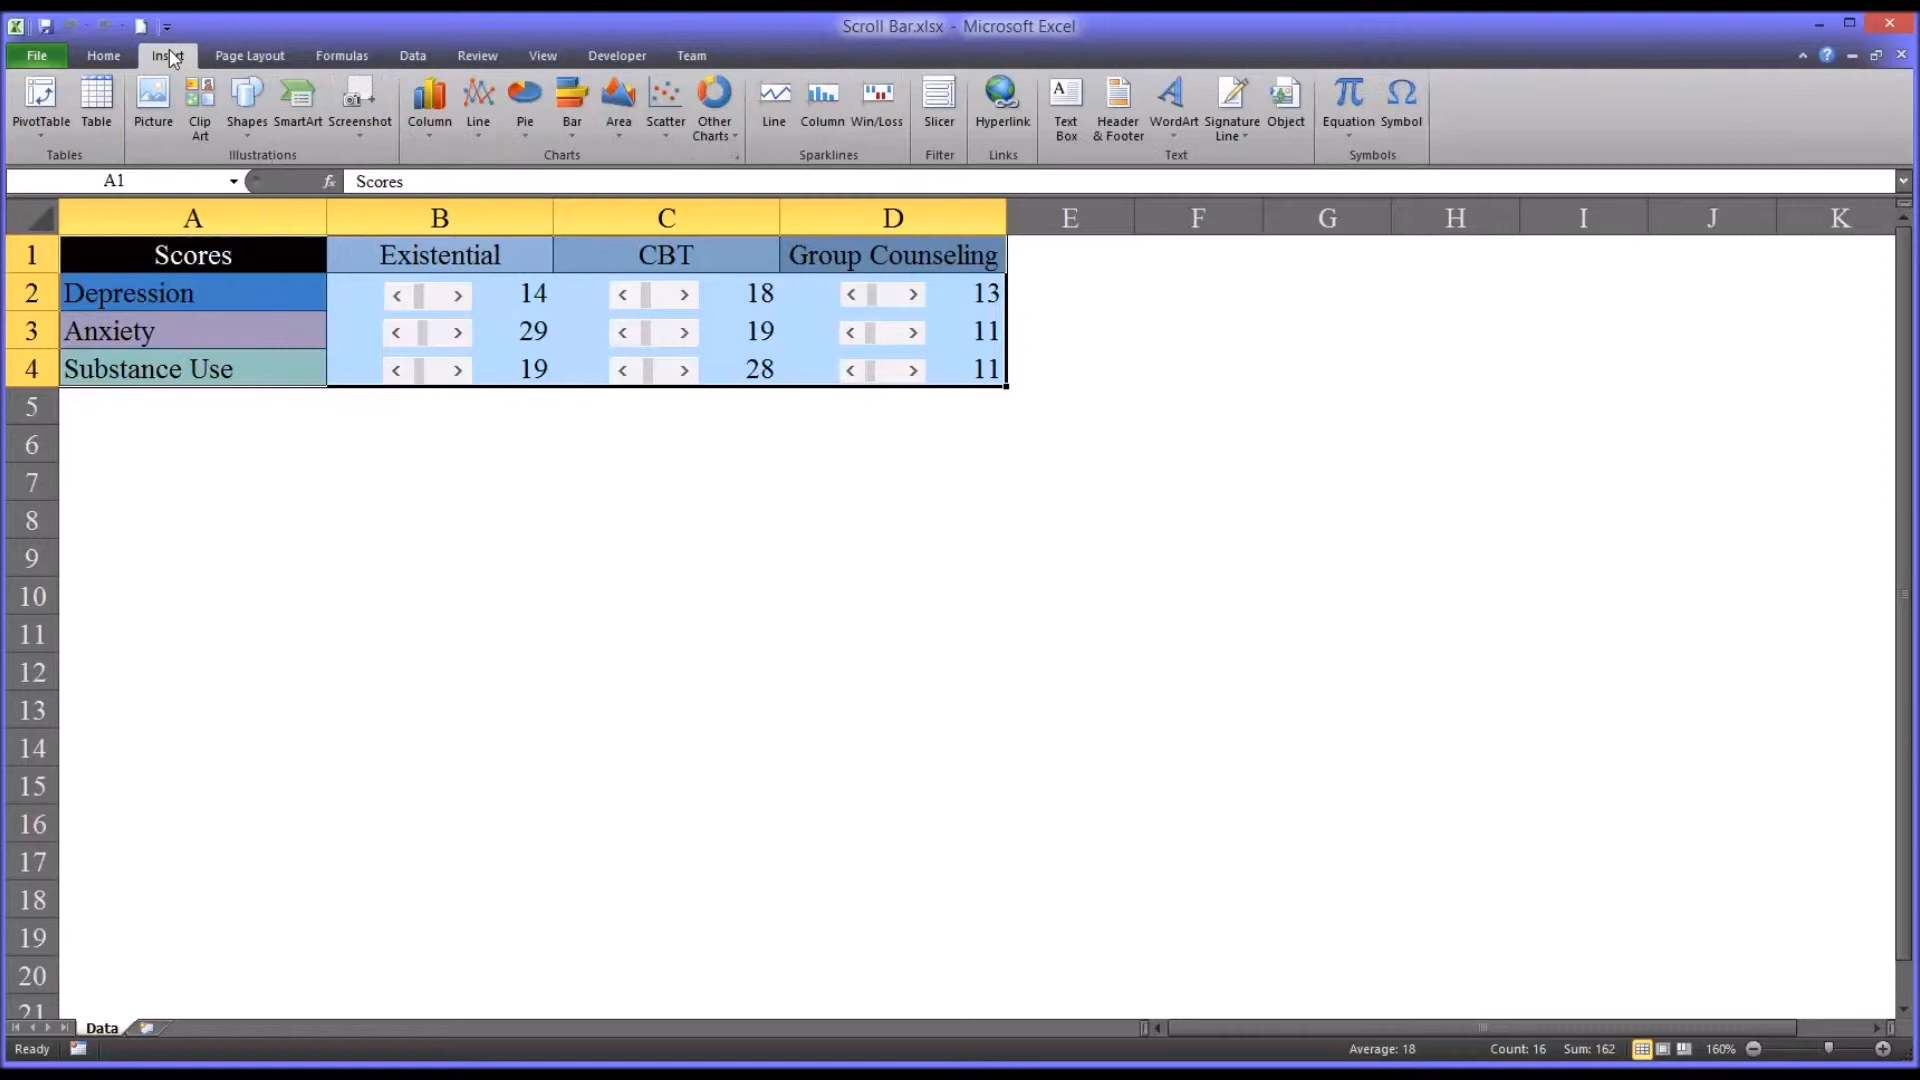 Scroll Bar.xlsx - Microsoft Excel
File Home Insert Page Layout Formulas Data Review View Developer Team
PivotTable Table Picture Clip Art Shapes SmartArt Screenshot Column Line Pie Bar Area Scatter Other Charts Line Column Win/Loss Slicer Hyperlink Text Box Header & Footer WordArt Signature Line Object Equation Symbol
Tables Illustrations Charts Sparklines Filter Links Text Symbols
A1 fx Scores
A B C D E F G H I J K
1 Scores Existential CBT Group Counseling
2 Depression 14 18 13
3 Anxiety 29 19 11
4 Substance Use 19 28 11
5
6
7
8
9
10
11
12
13
14
15
16
17
18
19
20
21
Data
Ready Average: 18 Count: 16 Sum: 162 160%